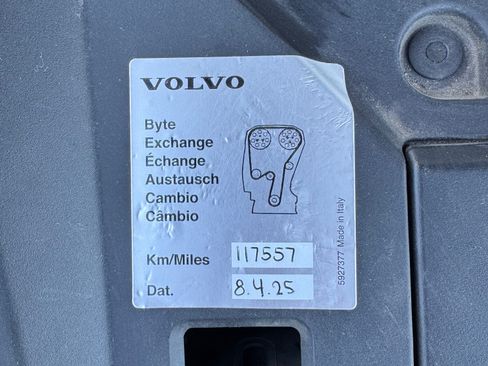 VOLVO
Byte
Exchange
Échange
Austausch
Cambio
Câmbio
Km/Miles 117557
Dat. 8.4.25
5927377 Made in Italy